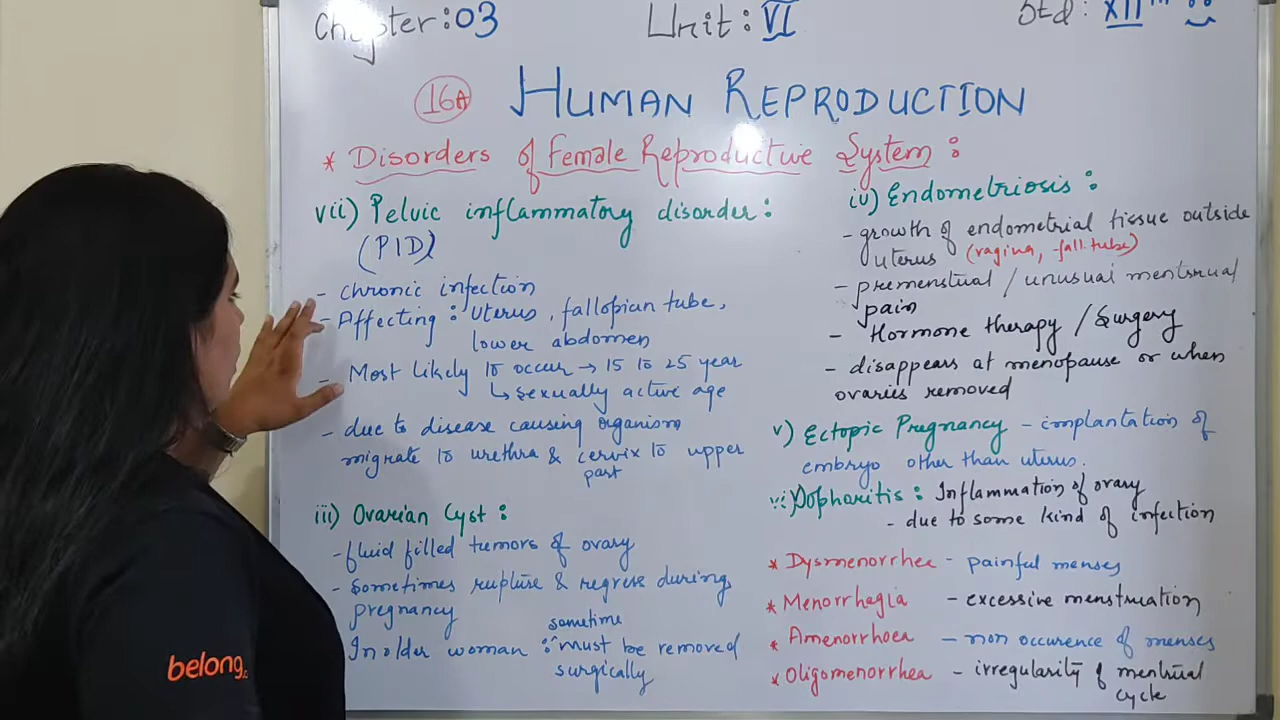 Chapter: 03
Unit: VI
Std: XII
16A
HUMAN REPRODUCTION
* Disorders of Female Reproductive System:
vii) Pelvic inflammatory disorder:
(PID)
- chronic infection
- Affecting: Uterus, fallopian tube,
lower abdomen
- Most likely to occur → 15 to 25 year
↳ sexually active age
- due to disease causing organism
migrate to urethra & cervix to upper
part
iii) Ovarian Cyst:
- fluid filled tumors of ovary
- sometimes rupture & regress during
pregnancy
sometime
In older woman ∴ must be removed
surgically
iv) Endometriosis:
- growth of endometrial tissue outside
uterus (vagina, fall.tube)
- premenstual / unusual menstrual
pain
- Hormone therapy / Surgery
- disappears at menopause or when
ovaries removed
v) Ectopic Pregnancy - implantation of
embryo other than uterus.
vi) Oopharitis: Inflammation of ovary
- due to some kind of infection
* Dysmenorrhea - painful menses
* Menorrhagia - excessive menstruation
* Amenorrhoea - non occurence of menses
* Oligomenorrhea - irregularity of menstrual
cycle
belong.